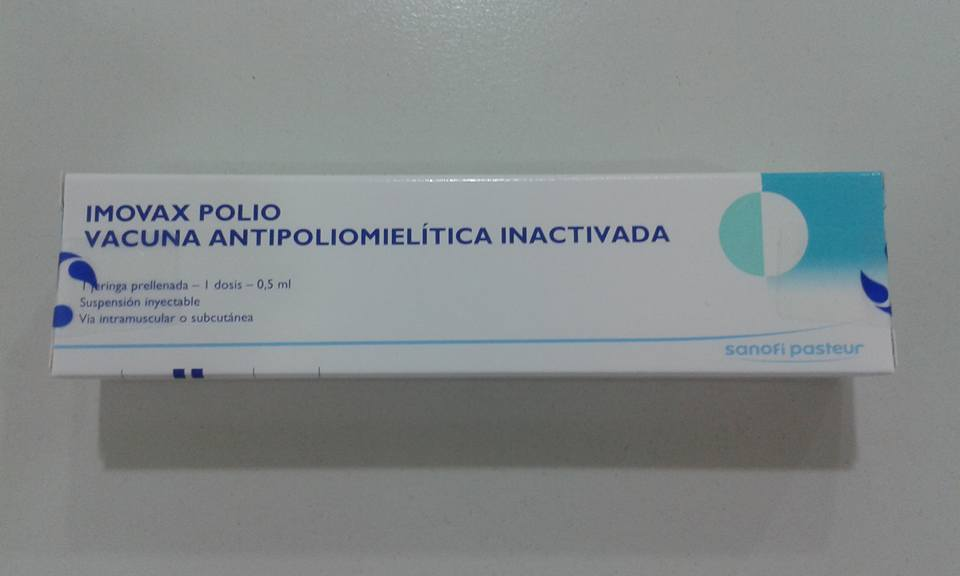 IMOVAX POLIO
VACUNA ANTIPOLIOMIELÍTICA INACTIVADA
1 jeringa prellenada – 1 dosis – 0,5 ml
Suspensión inyectable
Vía intramuscular o subcutánea
sanofi pasteur